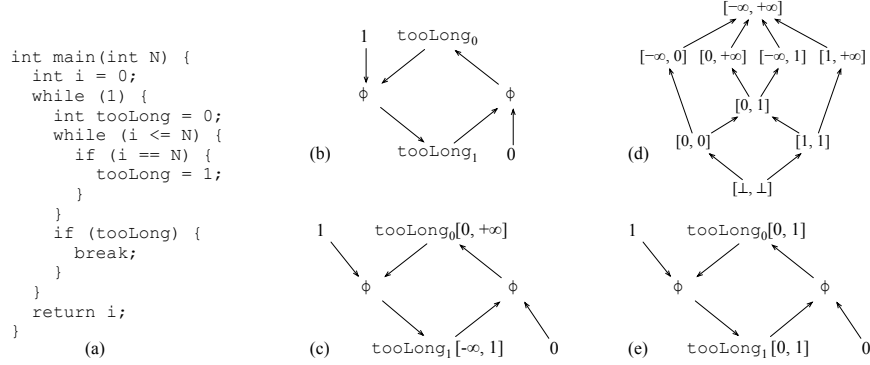 int main(int N) {
int i = 0;
while (1) {
int tooLong = 0;
while (i <= N) {
if (i == N) {
tooLong = 1;
}
}
if (tooLong) {
break;
}
}
return i;
}
(a)
1 tooLong0
ϕ ϕ
tooLong1 0
(b)
[−∞, +∞]
[−∞, 0] [0, +∞] [−∞, 1] [1, +∞]
[0, 1]
[0, 0] [1, 1]
[⊥, ⊥]
(d)
1 tooLong0[0, +∞]
ϕ ϕ
(c) tooLong1[-∞, 1] 0
1 tooLong0[0, 1]
ϕ ϕ
(e) tooLong1[0, 1] 0